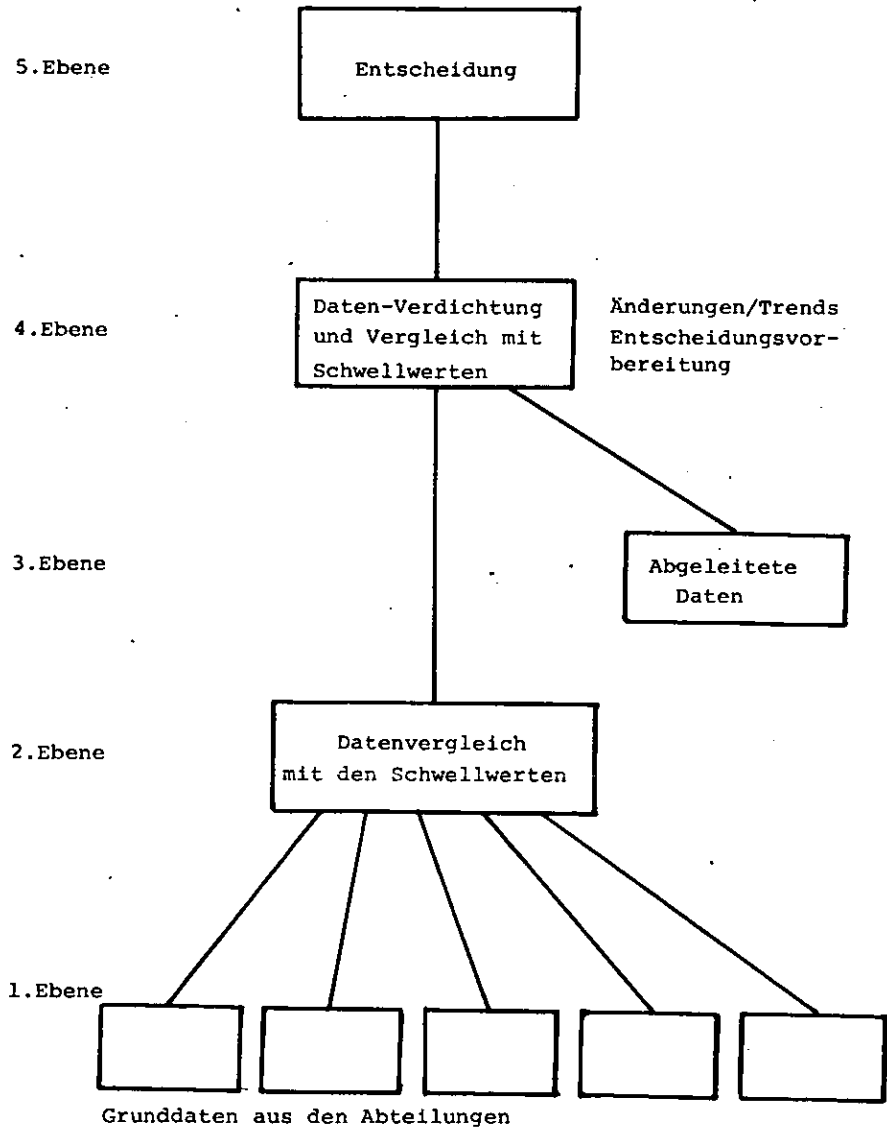 5.Ebene
Entscheidung
4.Ebene
Daten-Verdichtung
und Vergleich mit
Schwellwerten
Änderungen/Trends
Entscheidungsvor-
bereitung
3.Ebene
Abgeleitete
Daten
2.Ebene
Datenvergleich
mit den Schwellwerten
1.Ebene
Grunddaten aus den Abteilungen